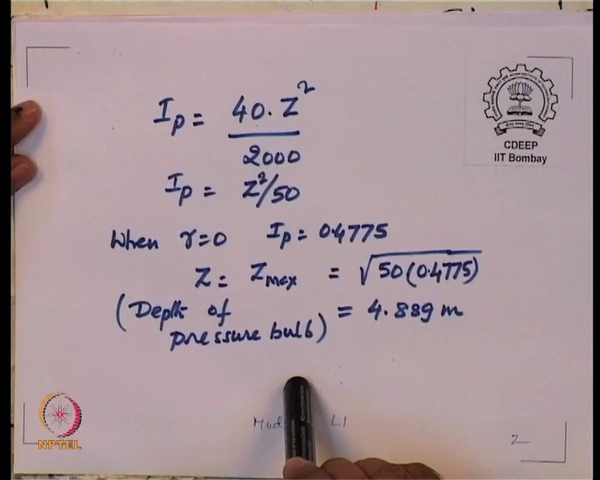 Ip = 40.Z²
2000
Ip = Z²/50
When r=0 Ip = 0.4775
Z = Zmax = √50(0.4775)
(Depth of pressure bulb) = 4.889 m
L1
2
CDEEP
IIT Bombay
NPTEL